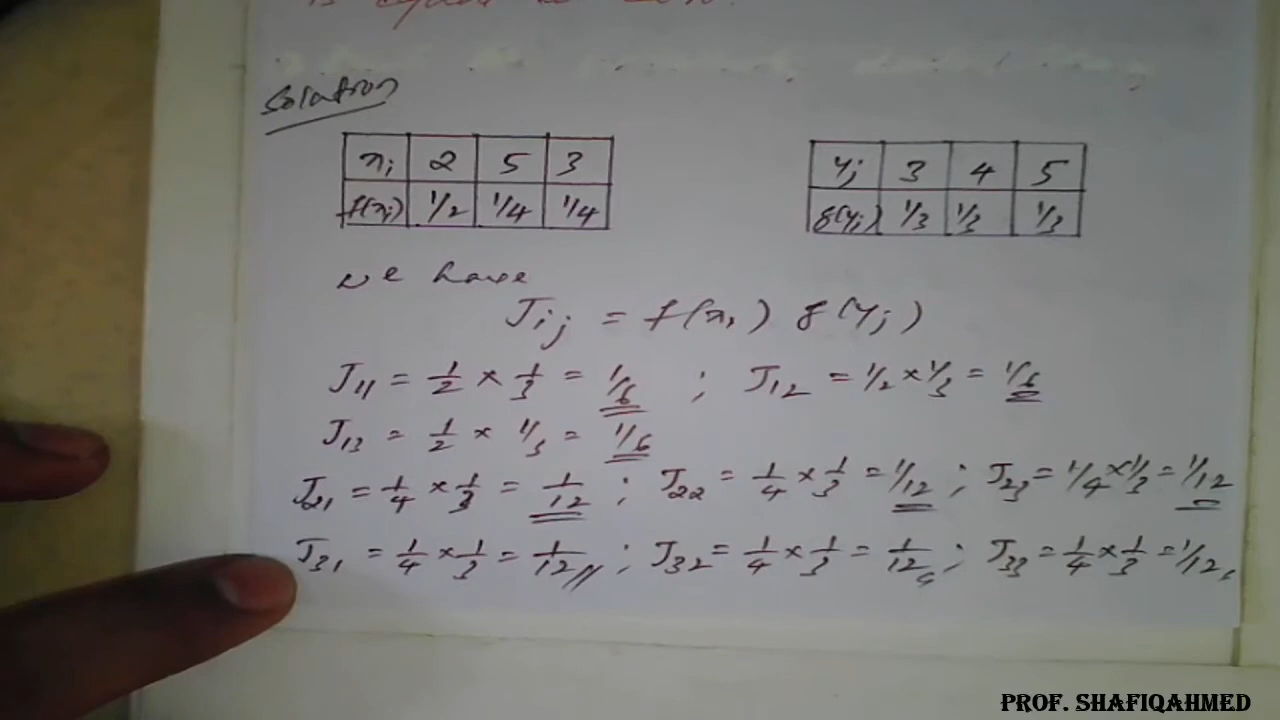 is equal to zero.
Solution
xi 2 5 3
f(xi) 1/2 1/4 1/4
yj 3 4 5
g(yj) 1/3 1/3 1/3
we have
Jij = f(xi) g(yj)
J11 = 1/2 × 1/3 = 1/6 ; J12 = 1/2 × 1/3 = 1/6
J13 = 1/2 × 1/3 = 1/6
J21 = 1/4 × 1/3 = 1/12 ; J22 = 1/4 × 1/3 = 1/12 ; J23 = 1/4 × 1/3 = 1/12
J31 = 1/4 × 1/3 = 1/12 ; J32 = 1/4 × 1/3 = 1/12 ; J33 = 1/4 × 1/3 = 1/12
PROF. SHAFIQAHMED